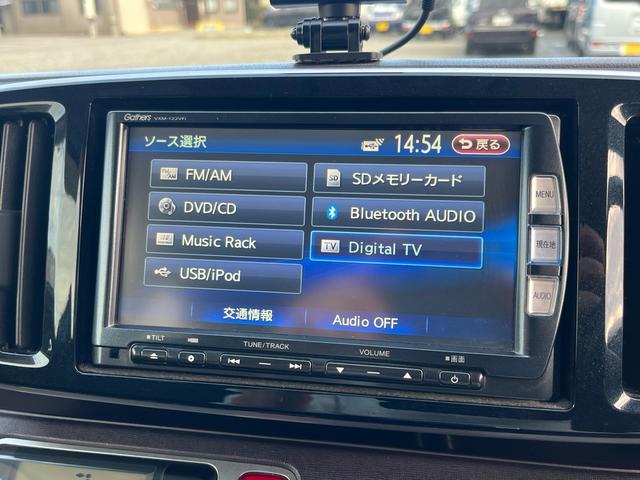 Gathers VXM-122VFi
ソース選択
14:54
戻る
FM/AM
SDメモリーカード
SD
DVD/CD
Bluetooth AUDIO
Music Rack
TV
Digital TV
USB/iPod
交通情報
Audio OFF
MENU
現在地
AUDIO
TILT
TUNE/TRACK
VOLUME
画面